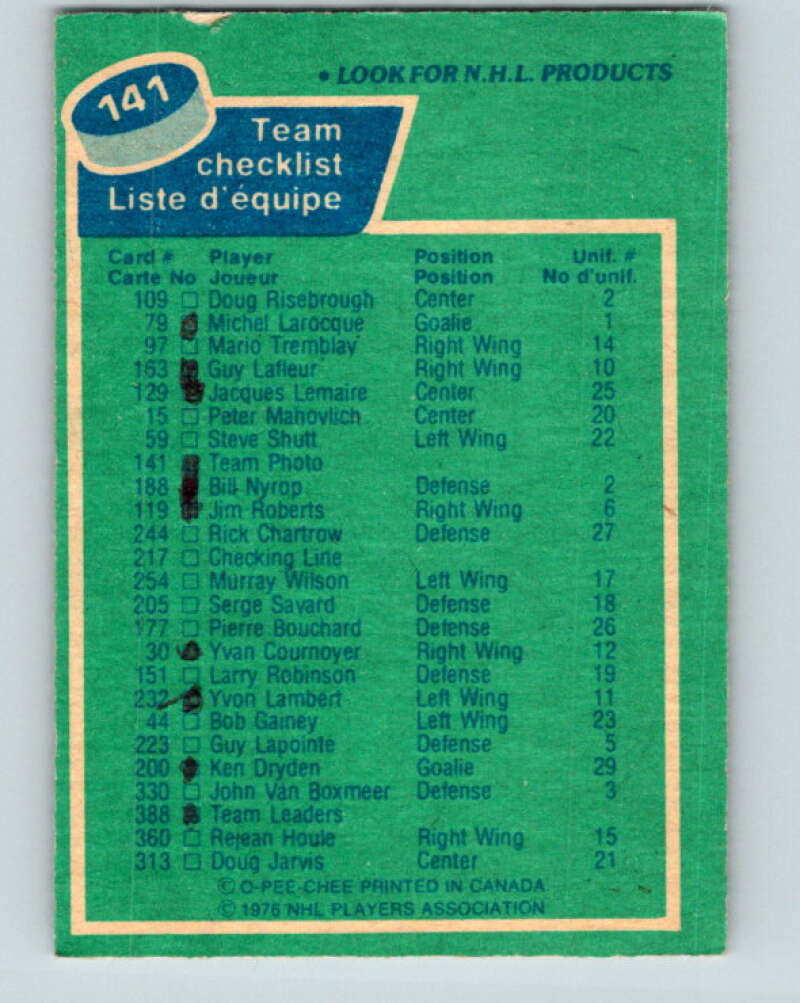 141
• LOOK FOR N.H.L. PRODUCTS
Team
checklist
Liste d'équipe
Card # Player Position Unif. #
Carte No Joueur Position No d'unif.
109 Doug Risebrough Center 2
79 Michel Larocque Goalie 1
97 Mario Tremblay Right Wing 14
163 Guy Lafleur Right Wing 10
129 Jacques Lemaire Center 25
15 Peter Mahovlich Center 20
59 Steve Shutt Left Wing 22
141 Team Photo
188 Bill Nyrop Defense 2
119 Jim Roberts Right Wing 6
244 Rick Chartrow Defense 27
217 Checking Line
254 Murray Wilson Left Wing 17
205 Serge Savard Defense 18
177 Pierre Bouchard Defense 26
30 Yvan Cournoyer Right Wing 12
151 Larry Robinson Defense 19
232 Yvon Lambert Left Wing 11
44 Bob Gainey Left Wing 23
223 Guy Lapointe Defense 5
200 Ken Dryden Goalie 29
330 John Van Boxmeer Defense 3
388 Team Leaders
360 Rejean Houle Right Wing 15
313 Doug Jarvis Center 21
© O-PEE-CHEE PRINTED IN CANADA
© 1976 NHL PLAYERS ASSOCIATION